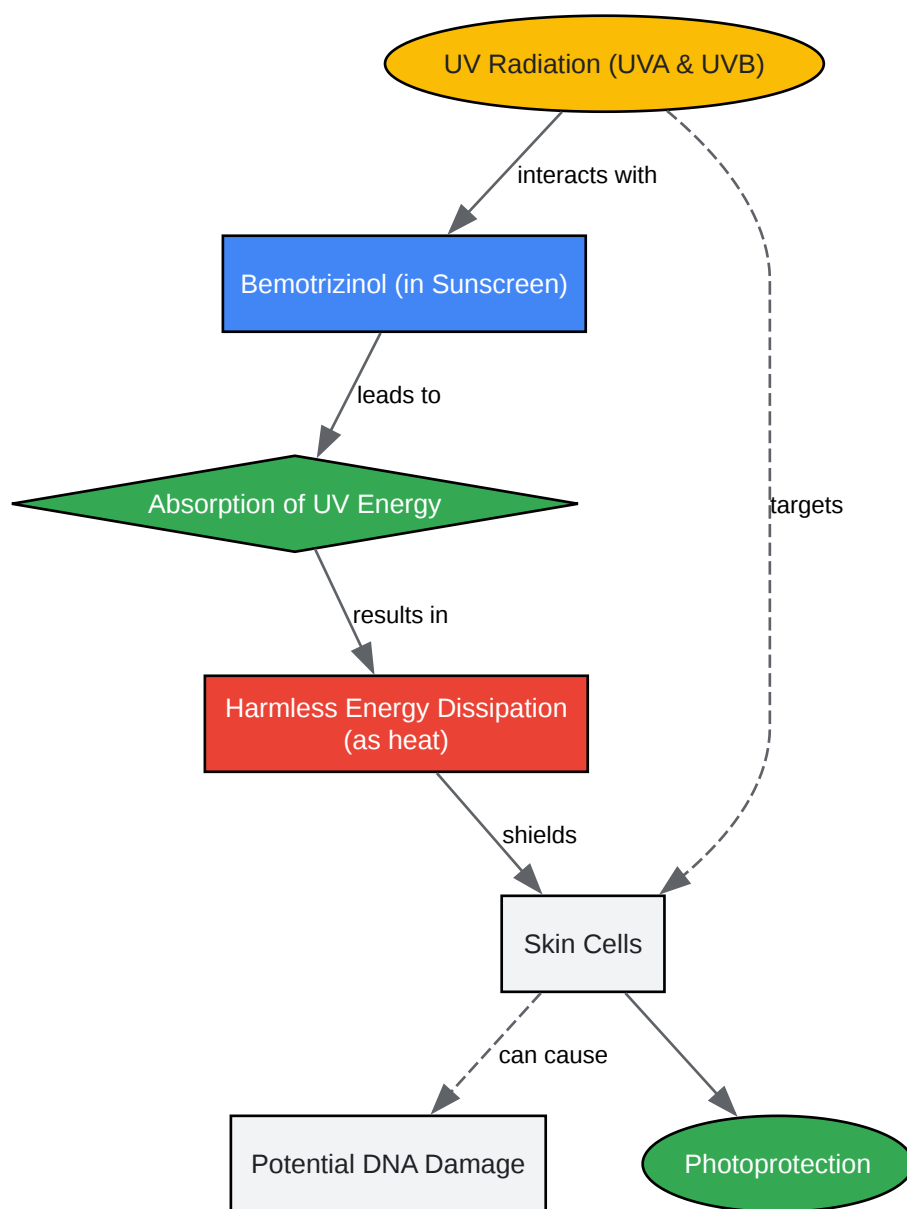 UV Radiation (UVA & UVB)
interacts with
Bemotrizinol (in Sunscreen)
leads to
Absorption of UV Energy
targets
results in
Harmless Energy Dissipation
(as heat)
shields
Skin Cells
can cause
Potential DNA Damage
Photoprotection